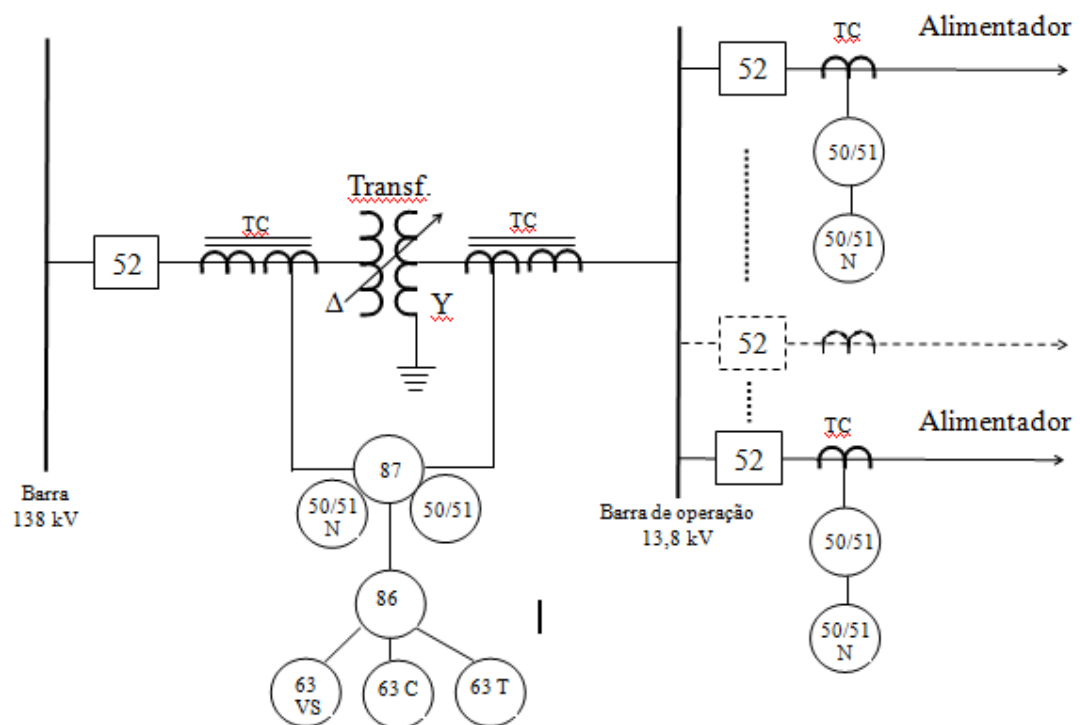 TC
Alimentador
52
50/51
50/51
N
Transf.
TC
TC
52
Δ
Y
52
TC
Alimentador
52
87
50/51
N
50/51
Barra
138 kV
Barra de operação
13,8 kV
50/51
86
50/51
N
63
VS
63 C
63 T